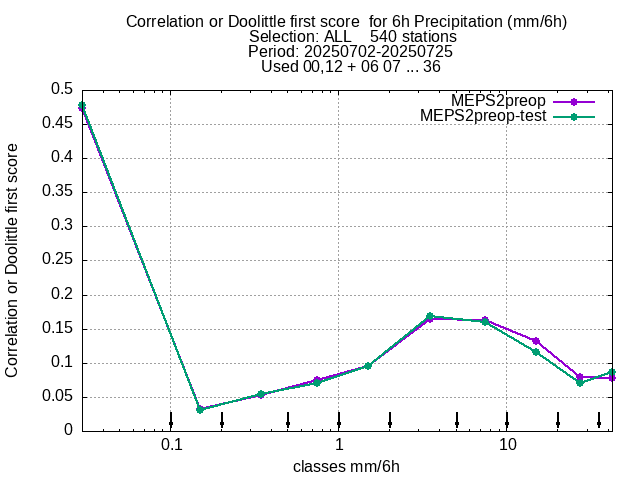 Correlation or Doolittle first score  for 6h Precipitation (mm/6h)
Selection: ALL    540 stations
Period: 20250702-20250725
Used 00,12 + 06 07 ... 36
MEPS2preop
MEPS2preop-test
Correlation or Doolittle first score
0.5
0.45
0.4
0.35
0.3
0.25
0.2
0.15
0.1
0.05
0
0.1 1 10
classes mm/6h